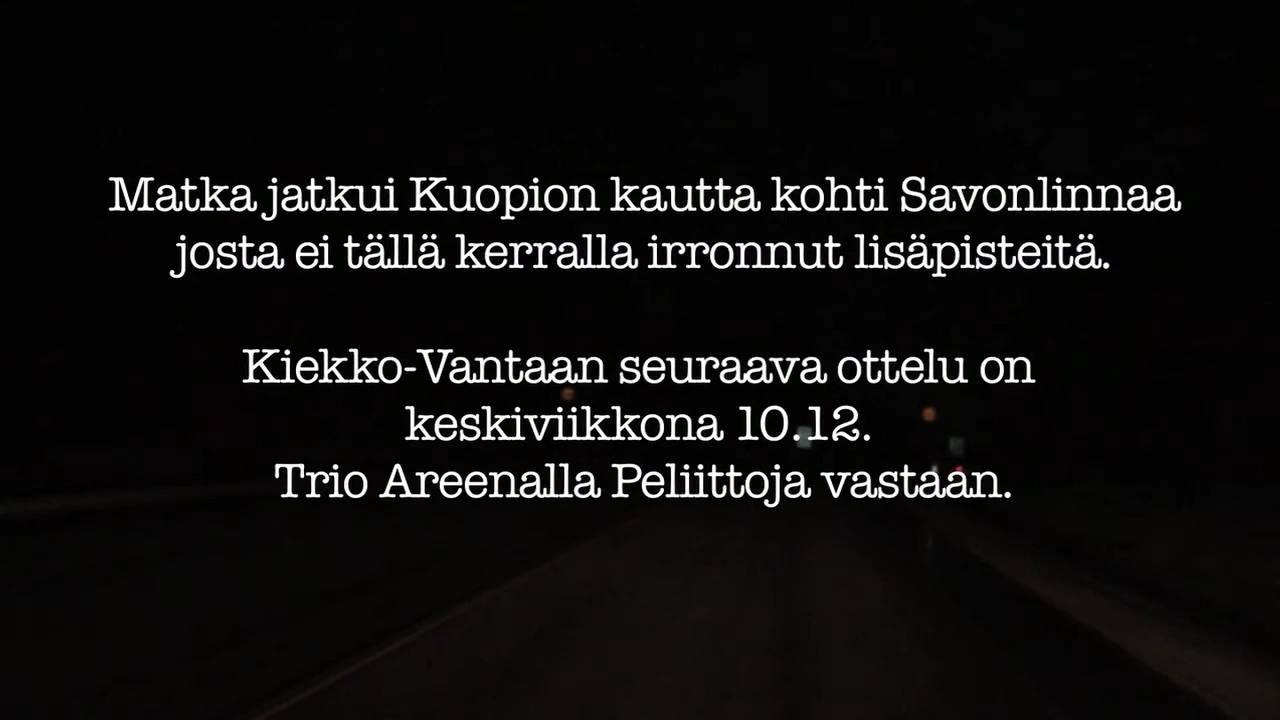 Matka jatkui Kuopion kautta kohti Savonlinnaa
josta ei tällä kerralla irronnut lisäpisteitä.
Kiekko-Vantaan seuraava ottelu on
keskiviikkona 10.12.
Trio Areenalla Peliittoja vastaan.